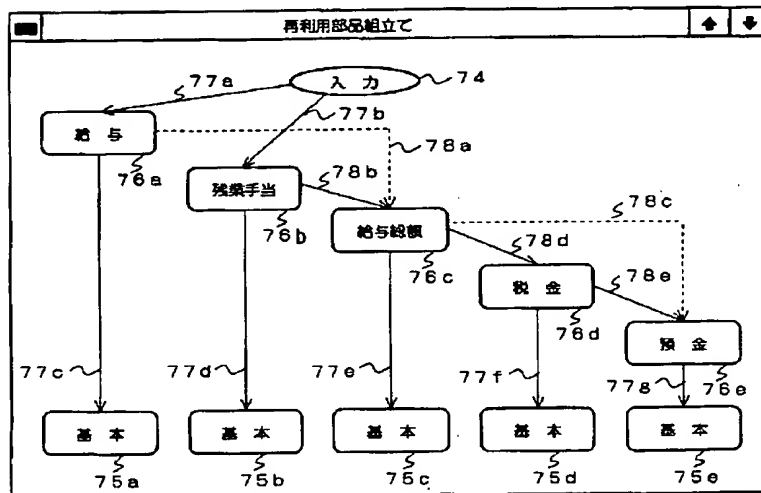 再利用部品組立て
77a
入 力
74
77b
給 与
78a
76a
残業手当
78b
76b
給与総額
78c
76c
78d
税 金
78e
76d
預 金
76e
77c
77d
77e
77f
77g
基 本
基 本
基 本
基 本
基 本
75a
75b
75c
75d
75e